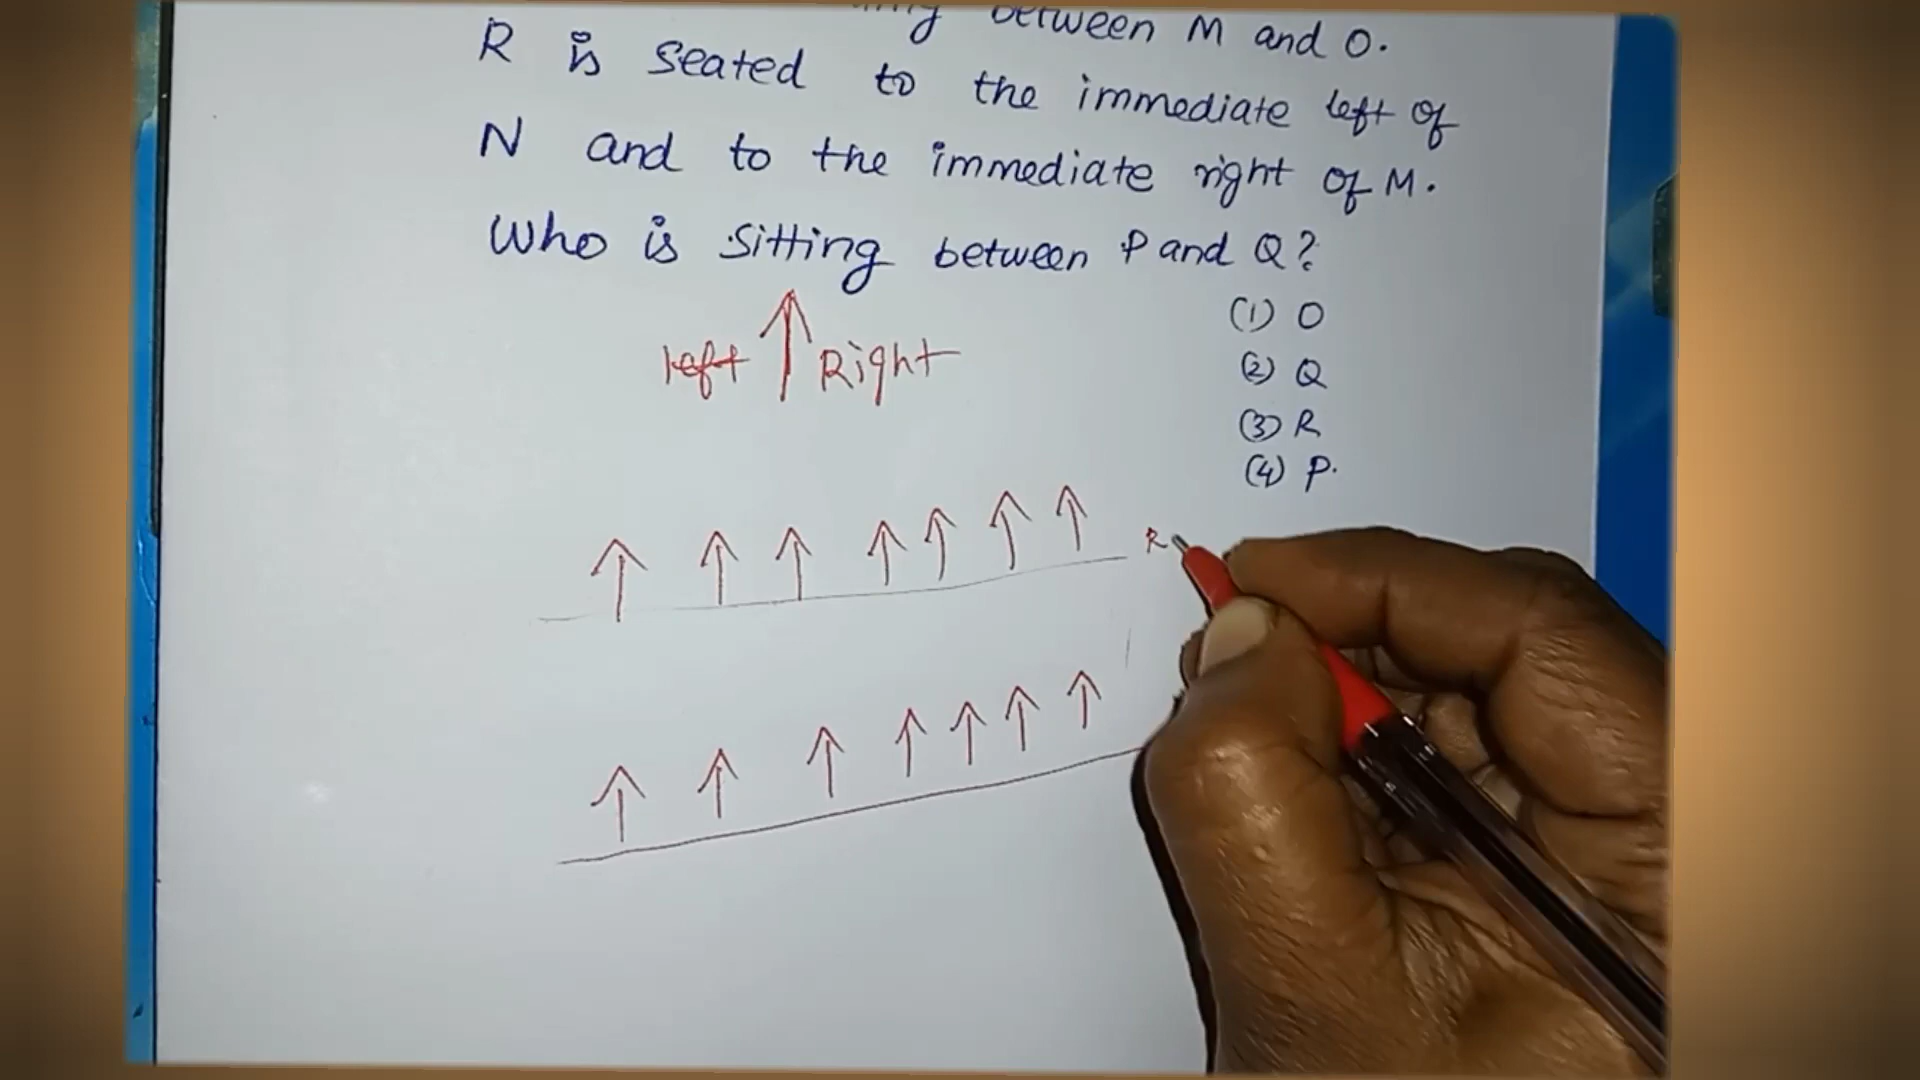 between M and O.
R is seated to the immediate left of
N and to the immediate right of M.
Who is sitting between P and Q?
left Right
(1) O
(2) Q
(3) R
(4) P.
R